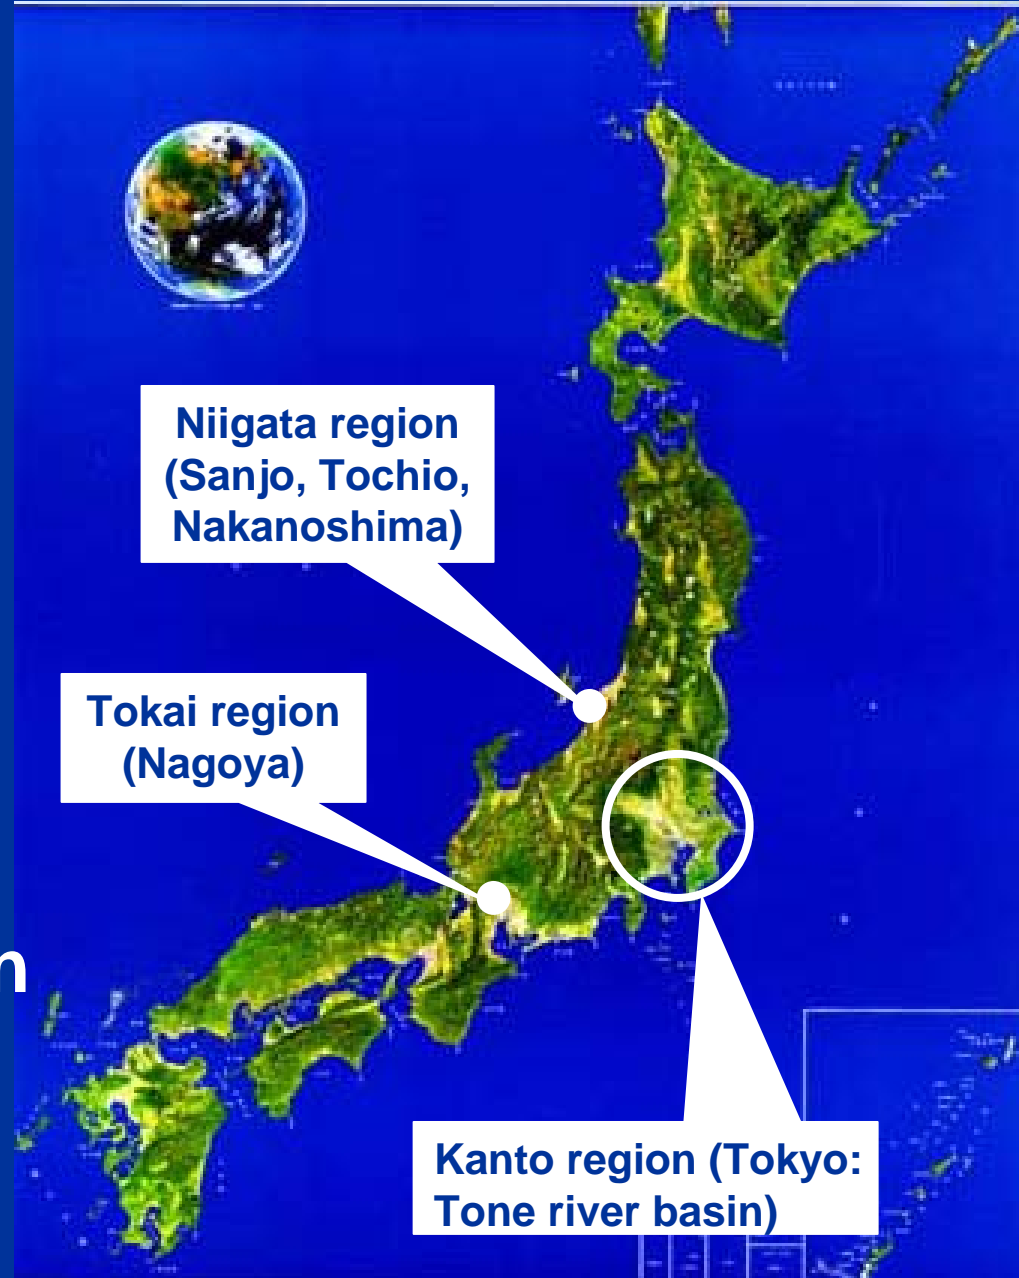 Niigata region
(Sanjo, Tochio,
Nakanoshima)
Tokai region
(Nagoya)
Kanto region (Tokyo:
Tone river basin)